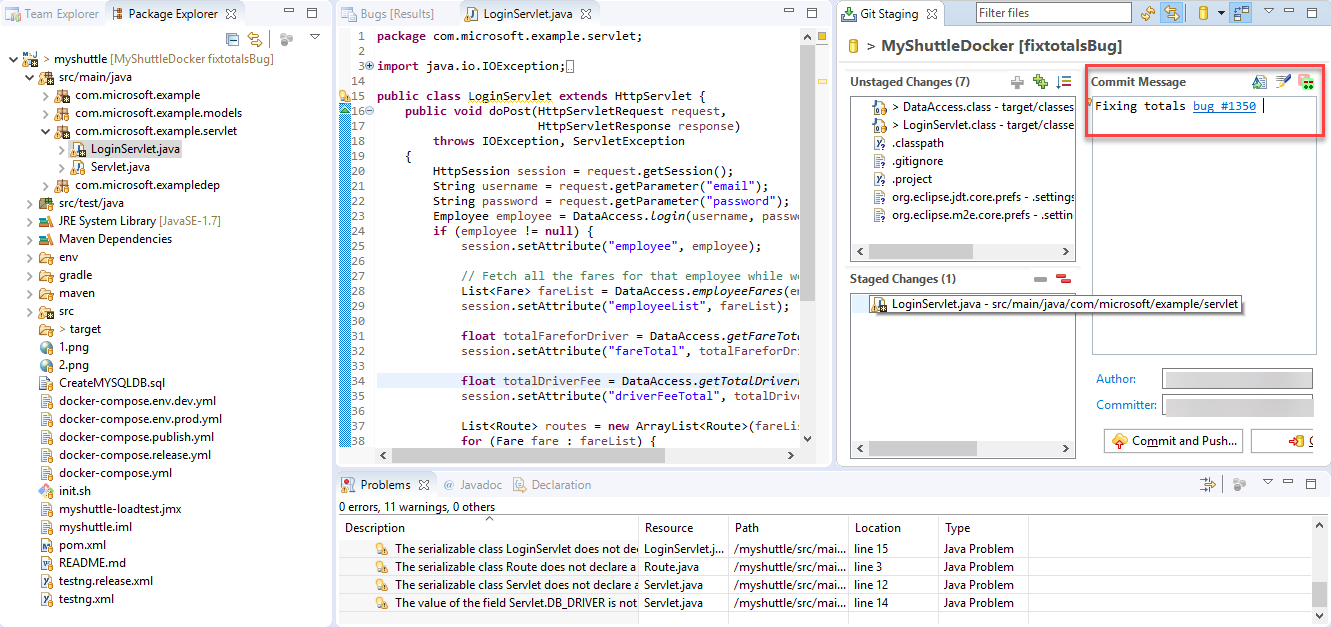 Team Explorer
Package Explorer
> myshuttle [MyShuttleDocker fixtotalsBug]
src/main/java
com.microsoft.example
com.microsoft.example.models
com.microsoft.example.servlet
LoginServlet.java
Servlet.java
com.microsoft.exampledep
src/test/java
JRE System Library [JavaSE-1.7]
Maven Dependencies
env
gradle
maven
src
> target
1.png
2.png
CreateMYSQLDB.sql
docker-compose.env.dev.yml
docker-compose.env.prod.yml
docker-compose.publish.yml
docker-compose.release.yml
docker-compose.yml
init.sh
myshuttle-loadtest.jmx
myshuttle.iml
pom.xml
README.md
testng.release.xml
testng.xml
Bugs [Results]
LoginServlet.java
1 package com.microsoft.example.servlet;
2
3 import java.io.IOException;
14
15 public class LoginServlet extends HttpServlet {
16 public void doPost(HttpServletRequest request,
17 HttpServletResponse response)
18 throws IOException, ServletException
19 {
20 HttpSession session = request.getSession();
21 String username = request.getParameter("email");
22 String password = request.getParameter("password");
23 Employee employee = DataAccess.login(username, passwo
24 if (employee != null) {
25 session.setAttribute("employee", employee);
26
27 // Fetch all the fares for that employee while we
28 List<Fare> fareList = DataAccess.employeeFares(em
29 session.setAttribute("employeeList", fareList);
30
31 float totalFareforDriver = DataAccess.getFareTota
32 session.setAttribute("fareTotal", totalFareforDri
33
34 float totalDriverFee = DataAccess.getTotalDriverF
35 session.setAttribute("driverFeeTotal", totalDrive
36
37 List<Route> routes = new ArrayList<Route>(fareLis
38 for (Fare fare : fareList) {
Git Staging
Filter files
> MyShuttleDocker [fixtotalsBug]
Unstaged Changes (7)
> DataAccess.class - target/classes
> LoginServlet.class - target/classe
.classpath
.gitignore
.project
org.eclipse.jdt.core.prefs - .settings
org.eclipse.m2e.core.prefs - .settin
Staged Changes (1)
LoginServlet.java - src/main/java/com/microsoft/example/servlet
Commit Message
Fixing totals bug #1350
Author:
Committer:
Commit and Push...
Problems
@ Javadoc
Declaration
0 errors, 11 warnings, 0 others
Description Resource Path Location Type
The serializable class LoginServlet does not dec LoginServlet.j... /myshuttle/src/mai... line 15 Java Problem
The serializable class Route does not declare a Route.java /myshuttle/src/mai... line 3 Java Problem
The serializable class Servlet does not declare a Servlet.java /myshuttle/src/mai... line 12 Java Problem
The value of the field Servlet.DB_DRIVER is not Servlet.java /myshuttle/src/mai... line 14 Java Problem